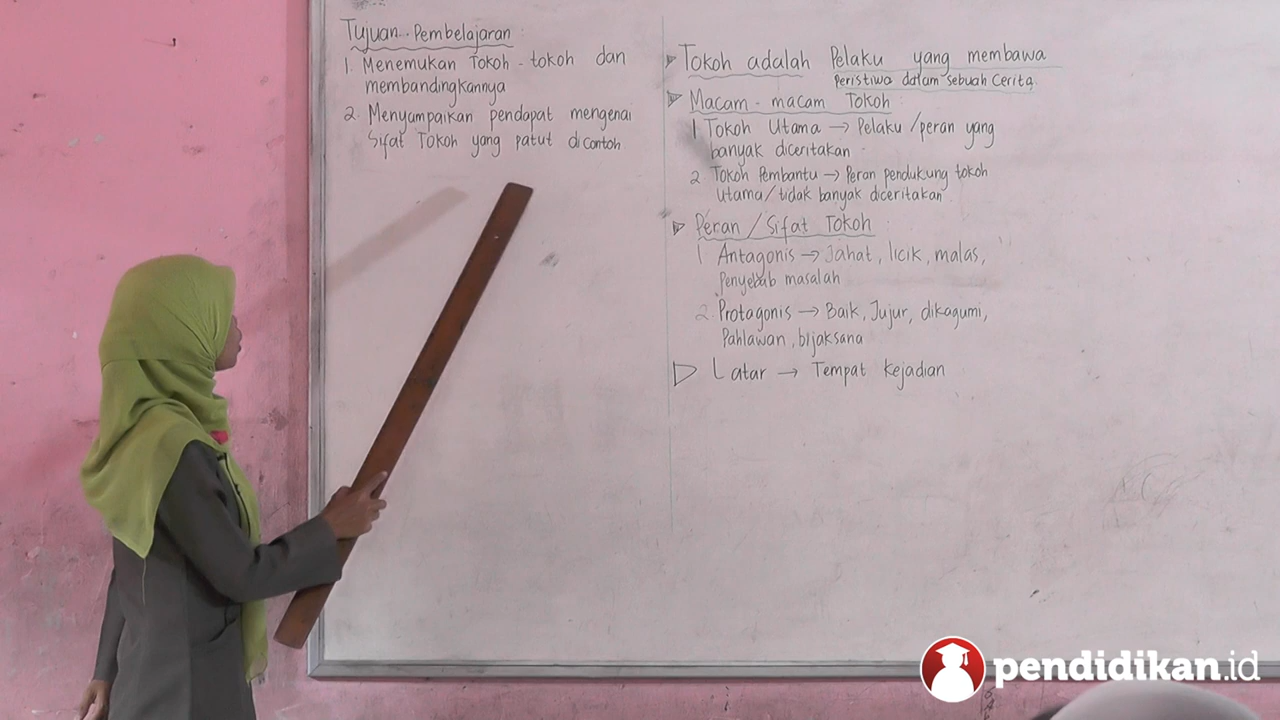 Tujuan Pembelajaran :
1. Menemukan Tokoh - tokoh dan
membandingkannya
2. Menyampaikan pendapat mengenai
Sifat Tokoh yang patut dicontoh
Tokoh adalah Pelaku yang membawa
Peristiwa dalam sebuah Cerita
Macam - macam Tokoh
1 Tokoh Utama → Pelaku / peran yang
banyak diceritakan
2 Tokoh Pembantu → Peran pendukung tokoh
Utama / tidak banyak diceritakan
Peran / Sifat Tokoh
1 Antagonis → Jahat, licik, malas,
Penyebab masalah
2 Protagonis → Baik, Jujur, dikagumi,
Pahlawan, bijaksana
Latar → Tempat Kejadian
pendidikan.id